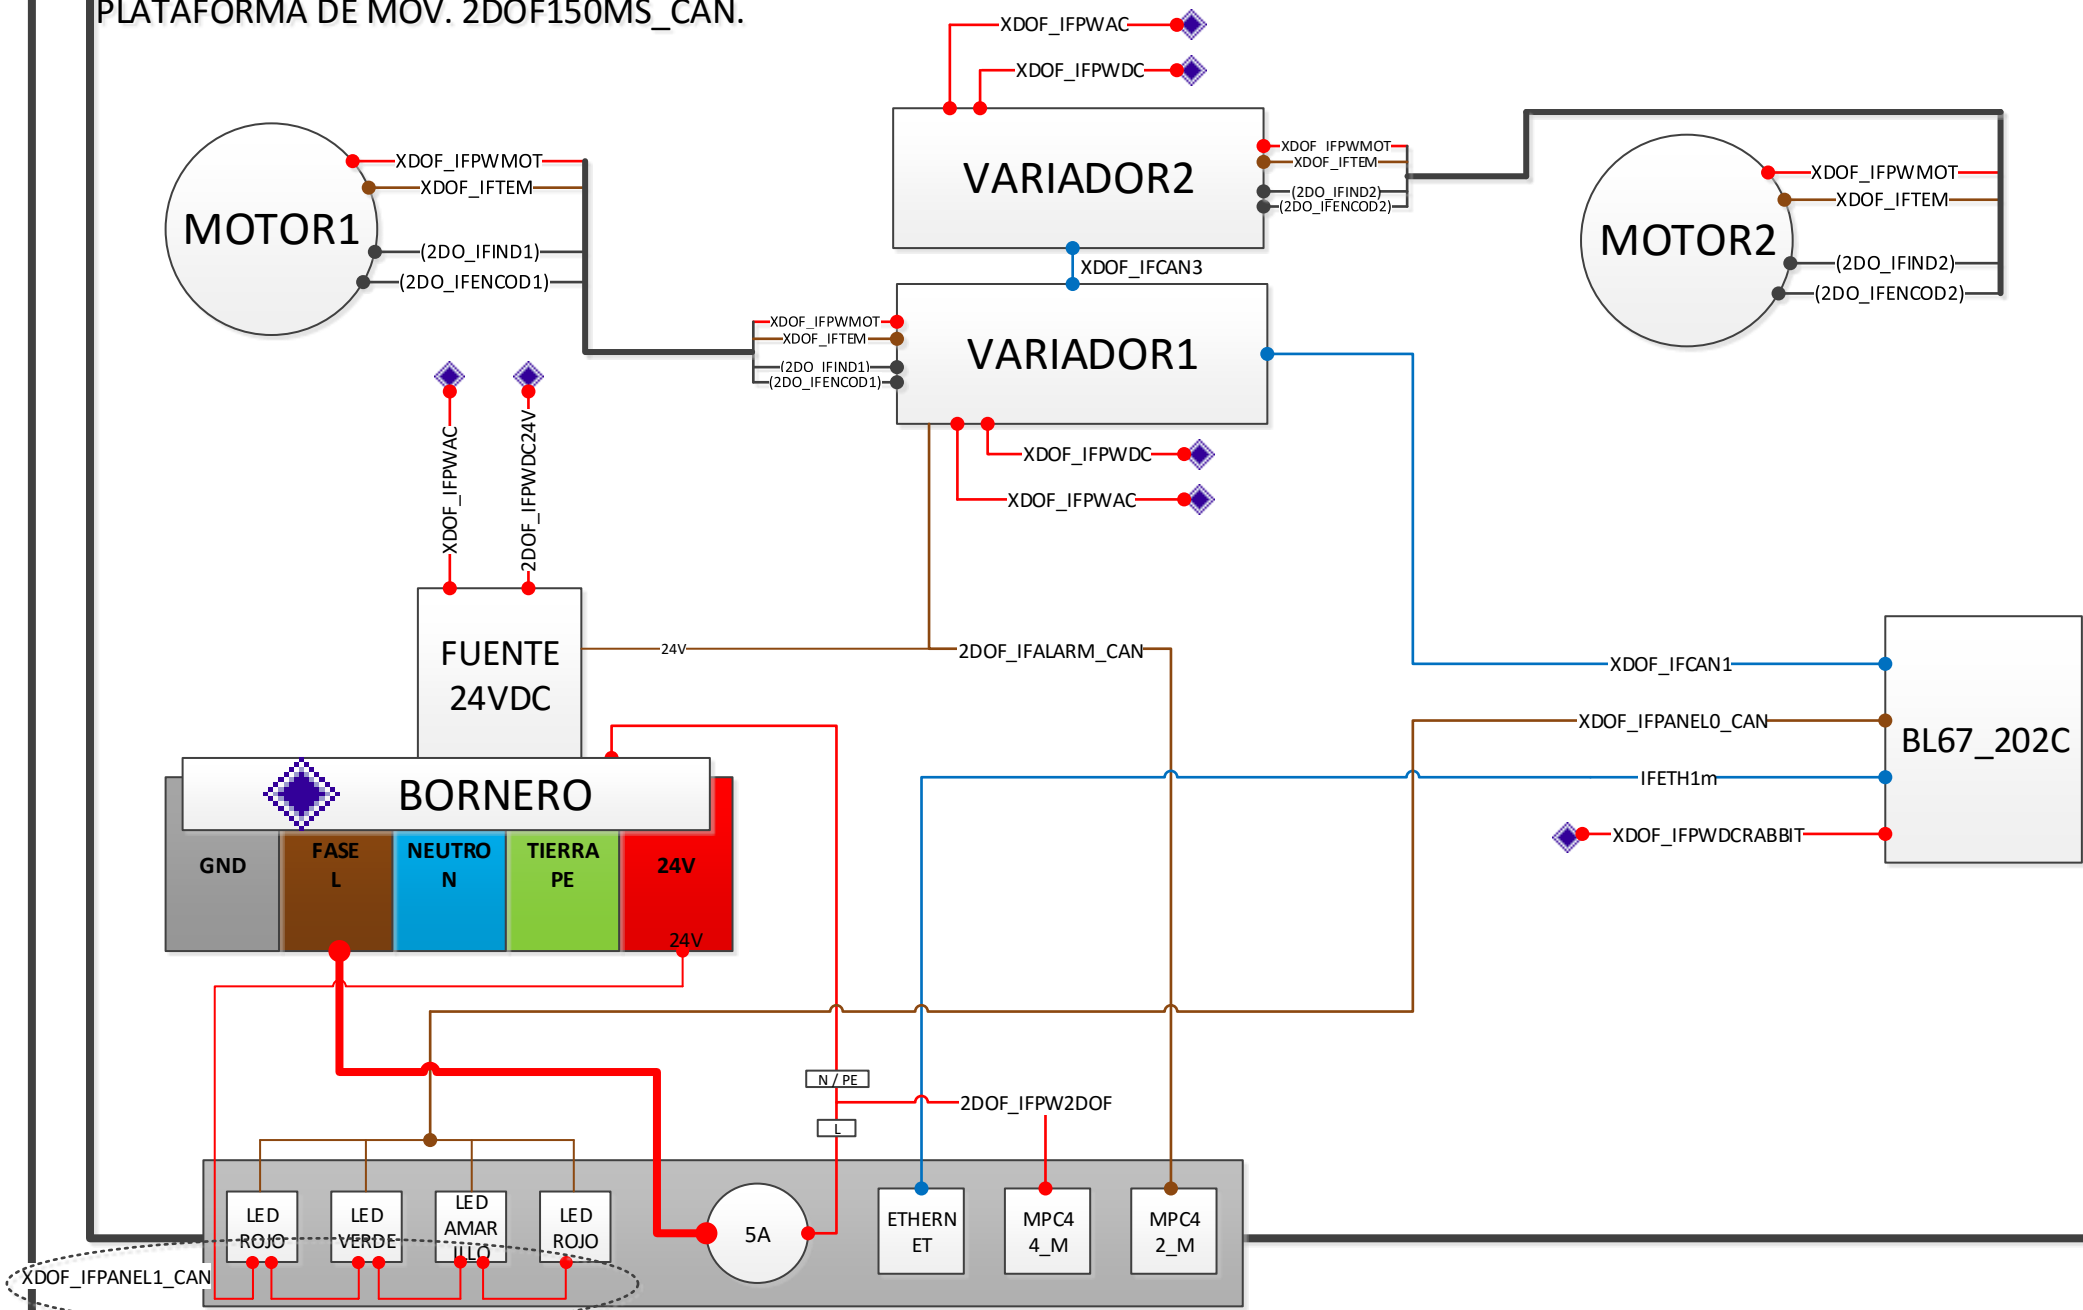 PLATAFORMA DE MOV. 2DOF150MS_CAN.
XDOF_IFPWAC
XDOF_IFPWDC
MOTOR1
XDOF_IFPWMOT
XDOF_IFTEM
(2DO_IFIND1)
(2DO_IFENCOD1)
VARIADOR2
XDOF_IFPWMOT
XDOF_IFTEM
(2DO_IFIND2)
(2DO_IFENCOD2)
MOTOR2
XDOF_IFPWMOT
XDOF_IFTEM
(2DO_IFIND2)
(2DO_IFENCOD2)
XDOF_IFCAN3
XDOF_IFPWMOT
XDOF_IFTEM
(2DO_IFIND1)
(2DO_IFENCOD1)
VARIADOR1
XDOF_IFPWDC
XDOF_IFPWAC
XDOF_IFPWAC
2DOF_IFPWDC24V
FUENTE
24VDC
24V
2DOF_IFALARM_CAN
XDOF_IFCAN1
XDOF_IFPANEL0_CAN
IFETH1m
XDOF_IFPWDCRABBIT
BL67_202C
BORNERO
GND
FASE
L
NEUTRO
N
TIERRA
PE
24V
24V
N / PE
L
2DOF_IFPW2DOF
LED
ROJO
LED
VERDE
LED
AMAR
ILLO
LED
ROJO
5A
ETHERN
ET
MPC4
4_M
MPC4
2_M
XDOF_IFPANEL1_CAN